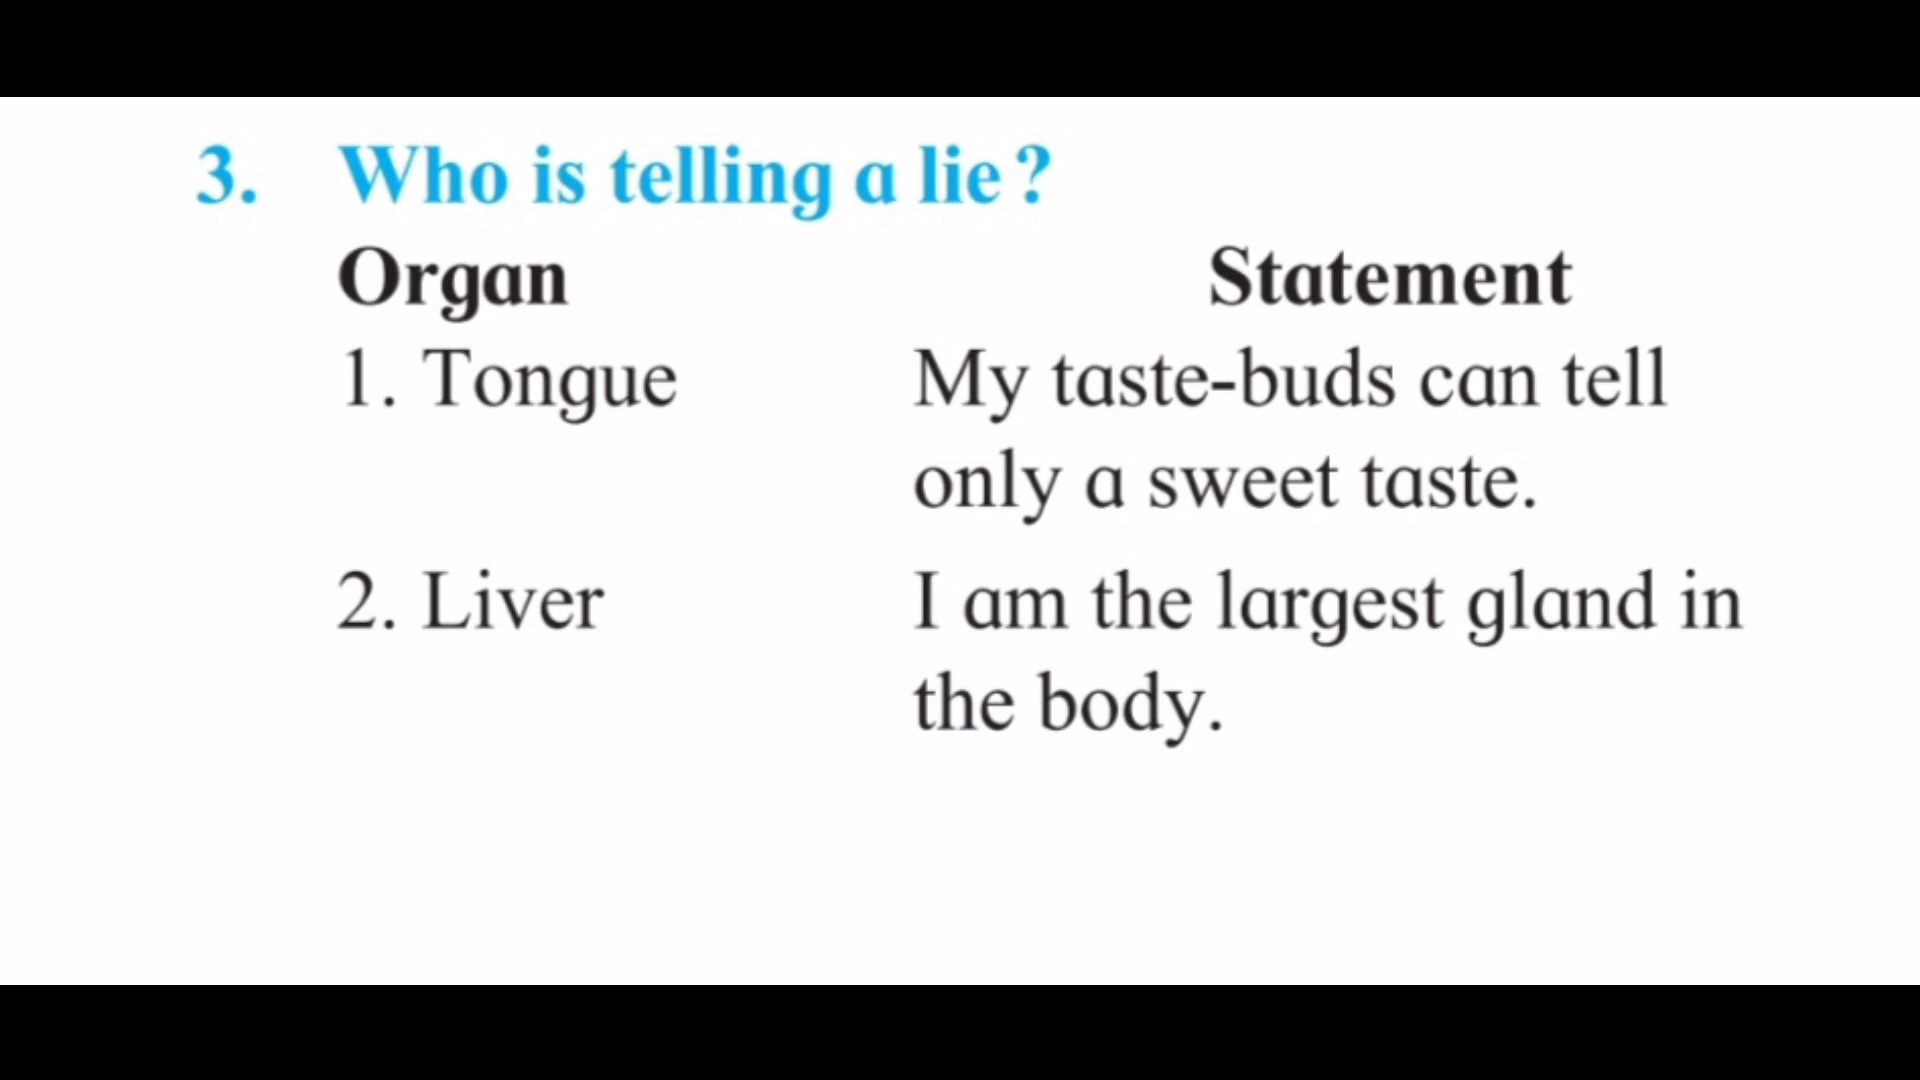 3. Who is telling a lie?
Organ Statement
1. Tongue My taste-buds can tell
only a sweet taste.
2. Liver I am the largest gland in
the body.